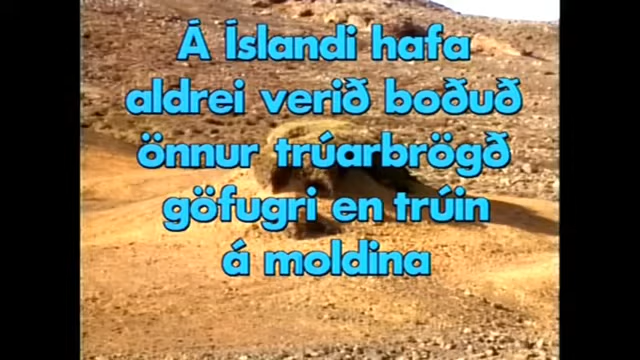 Á Íslandi hafa
aldrei verið boðuð
önnur trúarbrögð
göfugri en trúin
á moldina